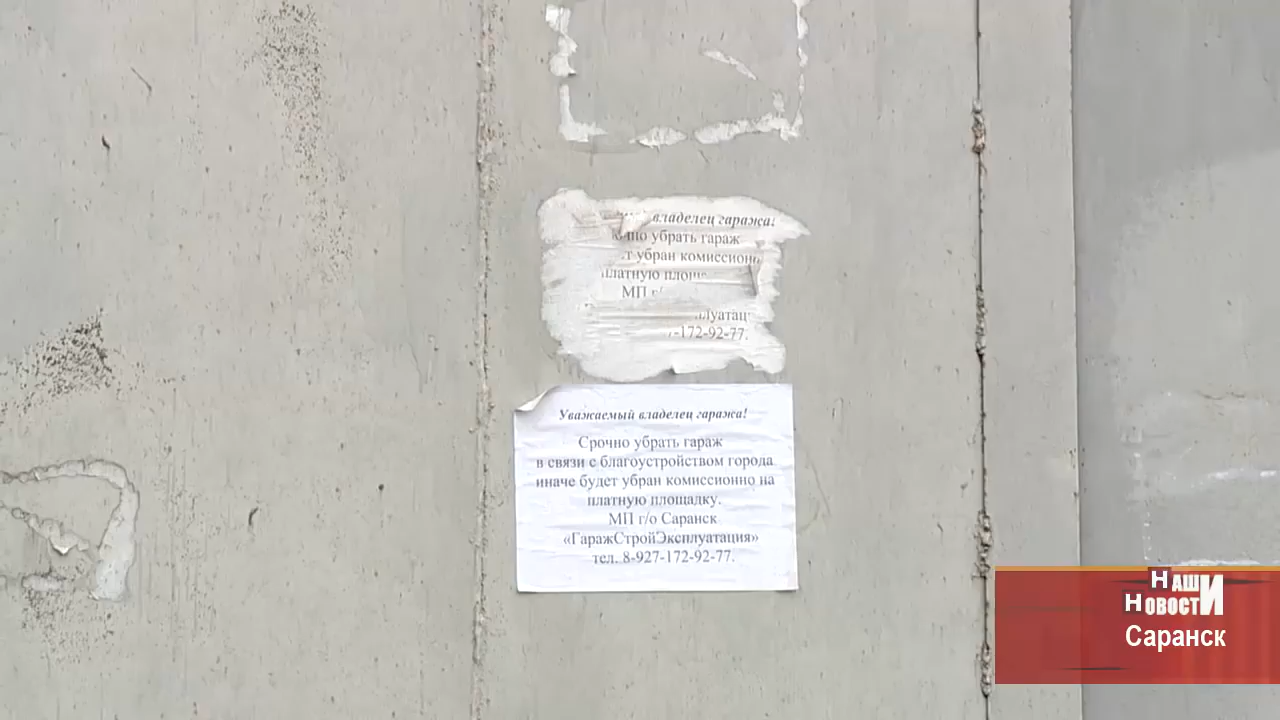 владелец гаража!
убрать гараж
убран комиссионно
платную
МП
-172-92-77.
Уважаемый владелец гаража!
Срочно убрать гараж
в связи с благоустройством города
иначе будет убран комиссионно на
платную площадку.
МП г/о Саранск
«ГаражСтройЭксплуатация»
тел. 8-927-172-92-77.
НАШИ
НОВОСТИ
Саранск